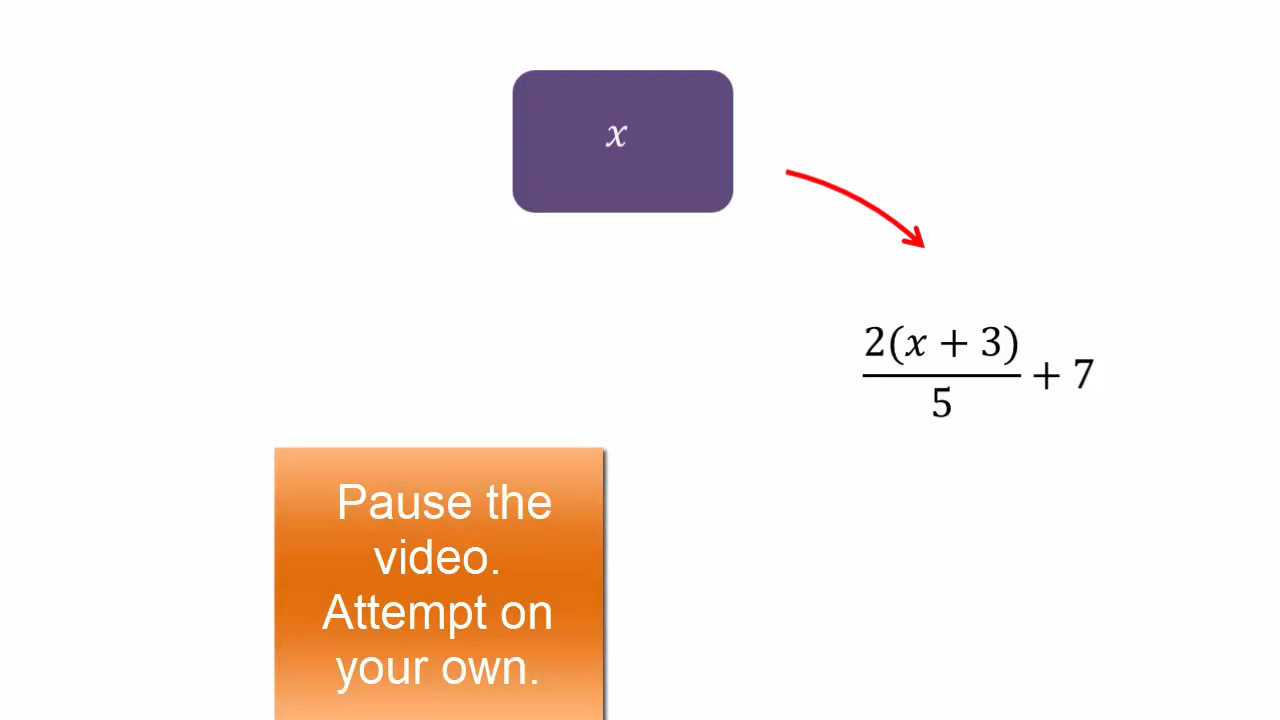 x
2(x + 3)
5
+ 7
Pause the
video.
Attempt on
your own.